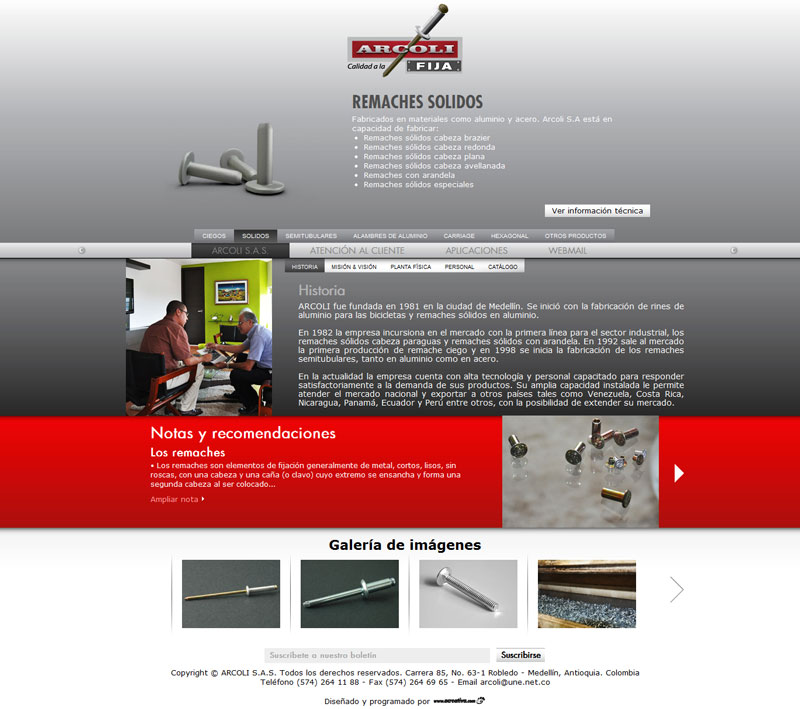 ARCOLI
Calidad a la FIJA
REMACHES SOLIDOS
Fabricados en materiales como aluminio y acero. Arcoli S.A está en
capacidad de fabricar:
• Remaches sólidos cabeza brazier
• Remaches sólidos cabeza redonda
• Remaches sólidos cabeza plana
• Remaches sólidos cabeza avellanada
• Remaches con arandela
• Remaches sólidos especiales
Ver información técnica
CIEGOS SOLIDOS SEMITUBULARES ALAMBRES DE ALUMINIO CARRIAGE HEXAGONAL OTROS PRODUCTOS
ARCOLI S.A.S. ATENCIÓN AL CLIENTE APLICACIONES WEBMAIL
HISTORIA MISIÓN & VISIÓN PLANTA FÍSICA PERSONAL CATÁLOGO
Historia
ARCOLI fue fundada en 1981 en la ciudad de Medellín. Se inició con la fabricación de rines de
aluminio para las bicicletas y remaches sólidos en aluminio.
En 1982 la empresa incursiona en el mercado con la primera línea para el sector industrial, los
remaches sólidos cabeza paraguas y remaches sólidos con arandela. En 1992 sale al mercado
la primera producción de remache ciego y en 1998 se inicia la fabricación de los remaches
semitubulares, tanto en aluminio como en acero.
En la actualidad la empresa cuenta con alta tecnología y personal capacitado para responder
satisfactoriamente a la demanda de sus productos. Su amplia capacidad instalada le permite
atender el mercado nacional y exportar a otros países tales como Venezuela, Costa Rica,
Nicaragua, Panamá, Ecuador y Perú entre otros, con la posibilidad de extender su mercado.
Notas y recomendaciones
Los remaches
• Los remaches son elementos de fijación generalmente de metal, cortos, lisos, sin
roscas, con una cabeza y una caña (o clavo) cuyo extremo se ensancha y forma una
segunda cabeza al ser colocado...
Ampliar nota
Galería de imágenes
Suscríbete a nuestro boletín Suscribirse
Copyright © ARCOLI S.A.S. Todos los derechos reservados. Carrera 85, No. 63-1 Robledo - Medellín, Antioquia. Colombia
Teléfono (574) 264 11 88 - Fax (574) 264 69 65 - Email arcoli@une.net.co
Diseñado y programado por www.acreativa.com